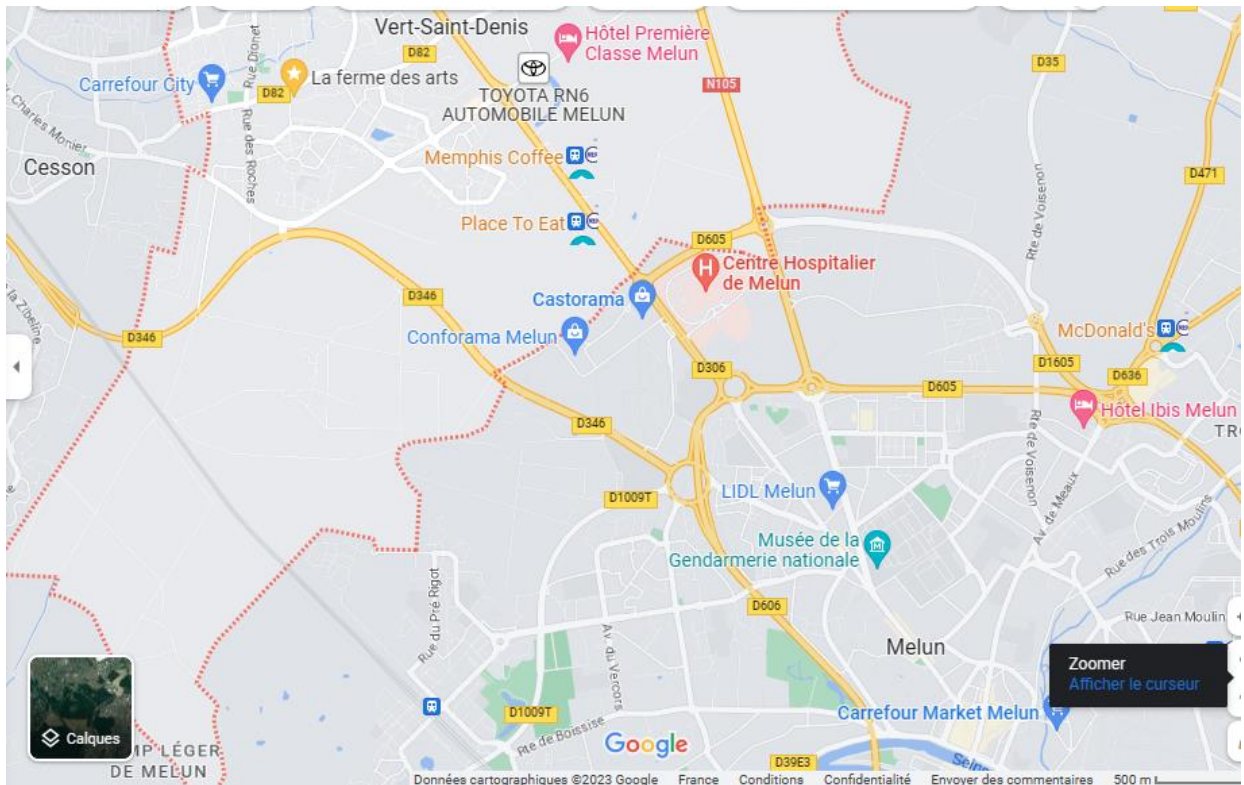 Vert-Saint-Denis
Hôtel Première
Classe Melun
D82
Rue Dionet
La ferme des arts
Carrefour City
D82
TOYOTA RN6
AUTOMOBILE MELUN
N105
D35
Charles Monier
Cesson
Rue des Roches
Memphis Coffee
D471
Rte de Voisenon
Place To Eat
D605
H
Centre Hospitalier
de Melun
la Zibeline
D346
Castorama
D346
Conforama Melun
McDonald's
D1605
D306
D636
D605
Hôtel Ibis Melun
D346
Rte de Voisenon
Av. de Meaux
D1009T
LIDL Melun
Musée de la
Gendarmerie nationale
Rue des Trois Moulins
Rue du Pré Rigot
D606
Rue Jean Moulin
Av. du Vercors
Melun
Zoomer
Afficher le curseur
D1009T
Carrefour Market Melun
Calques
MP LÉGER
DE MELUN
Rte de Boissise
Google
D39E3
Données cartographiques ©2023 Google France Conditions Confidentialité Envoyer des commentaires 500 m